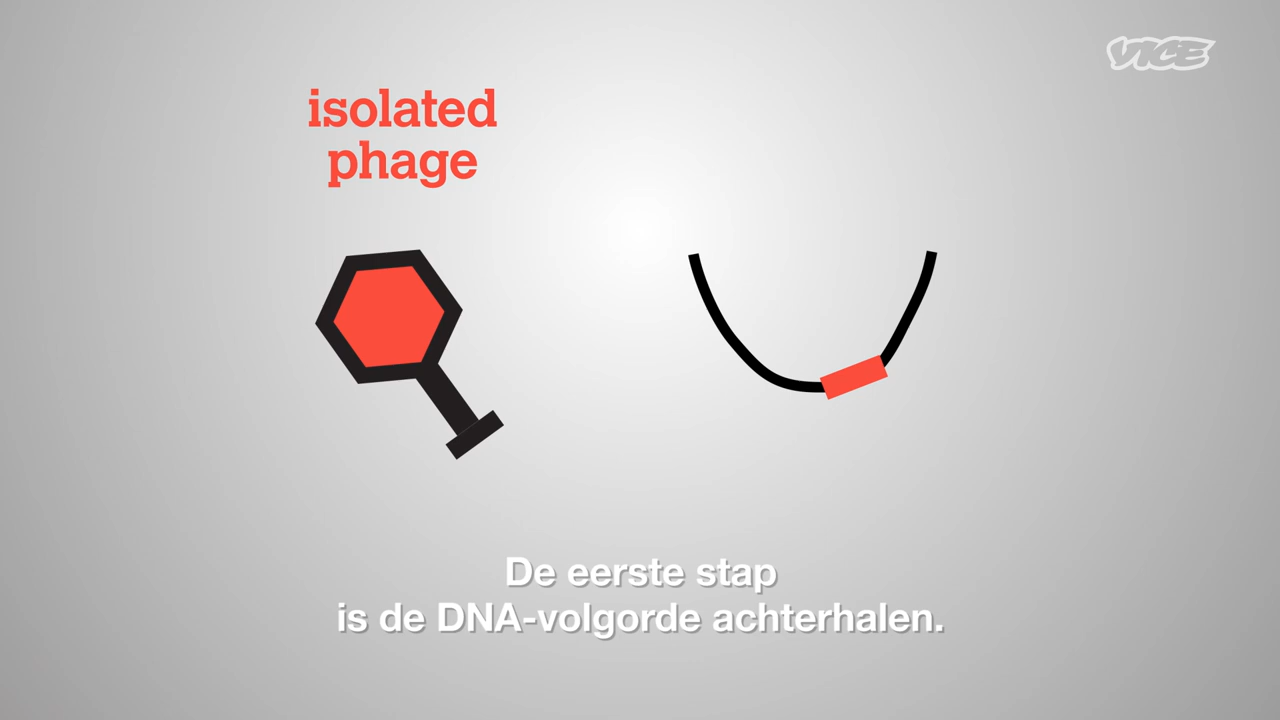 VICE
isolated
phage
De eerste stap
is de DNA-volgorde achterhalen.